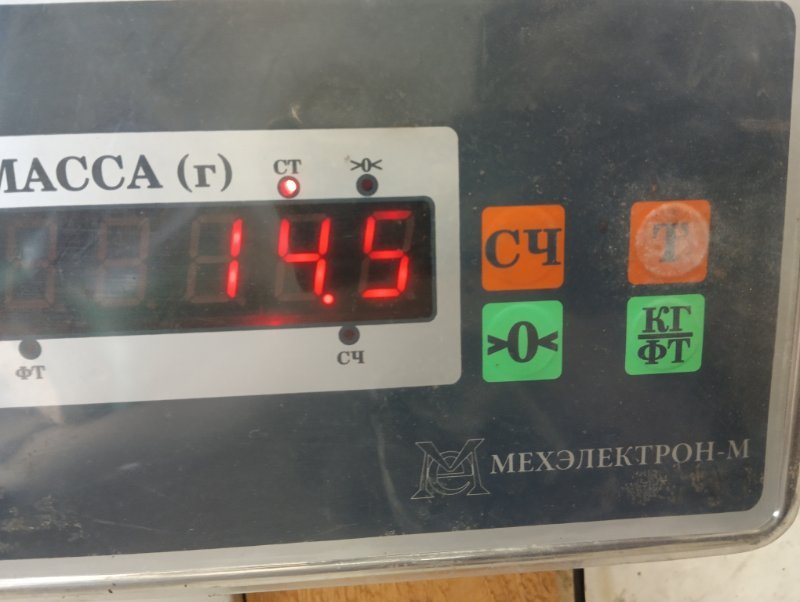 МАССА (г)
СТ
>0<
14.5
СЧ
Т
>0<
КГ
ФТ
ФТ
СЧ
МЕХЭЛЕКТРОН-М